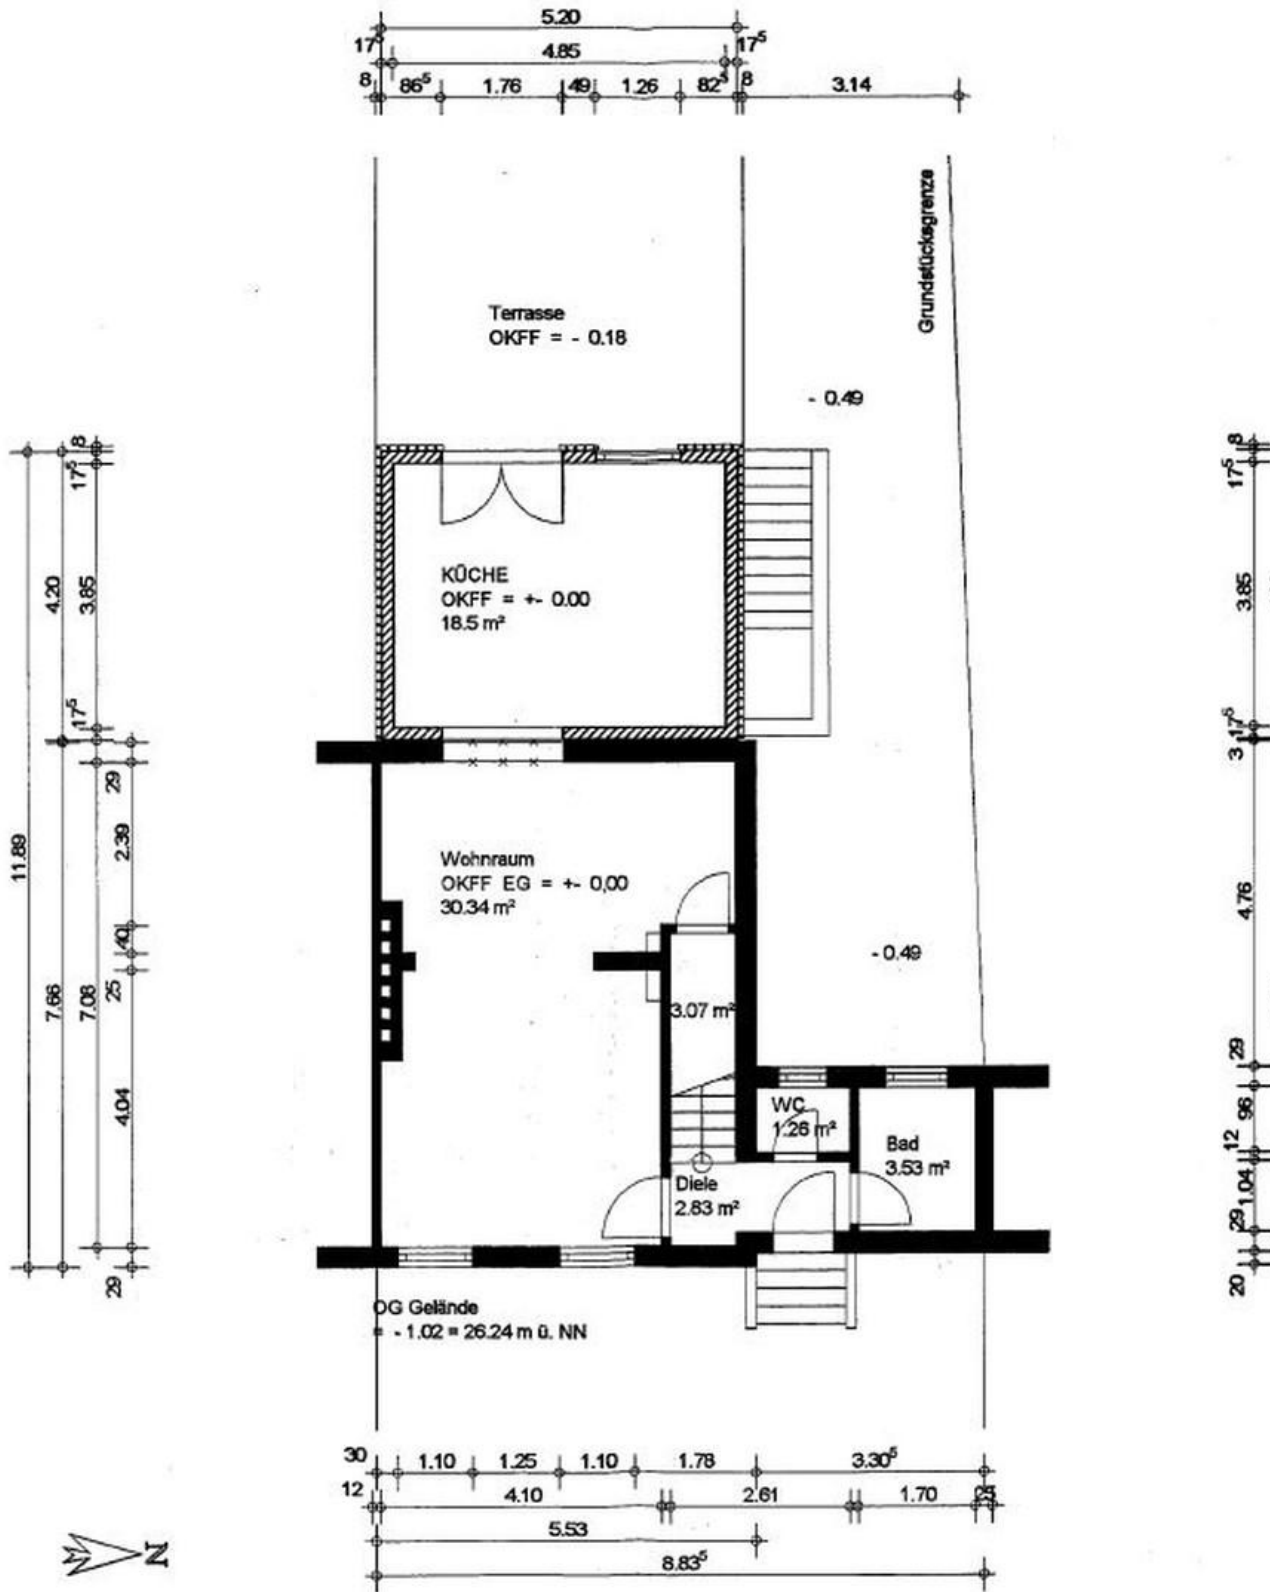 5.20
17⁵ 4.85 17⁵
8 86⁵ 1.76 49 1.26 82⁵ 8 3.14
Grundstücksgrenze
Terrasse
OKFF = - 0.18
- 0.49
KÜCHE
OKFF = +- 0.00
18.5 m²
Wohnraum
OKFF EG = +- 0,00
30.34 m²
- 0.49
3.07 m²
WC
1.26 m²
Bad
3.53 m²
Diele
2.83 m²
OG Gelände
= - 1.02 = 26.24 m ü. NN
11.89
4.20
7.66
8
17⁵
3.85
17⁵
7.08
29
2.39
40
25
4.04
29
8
17⁵
3.85
17⁵
3
4.76
29
96
12
1.04
29
20
30 1.10 1.25 1.10 1.78 3.30⁵
12 4.10 2.61 1.70 25
5.53
8.83⁵
N